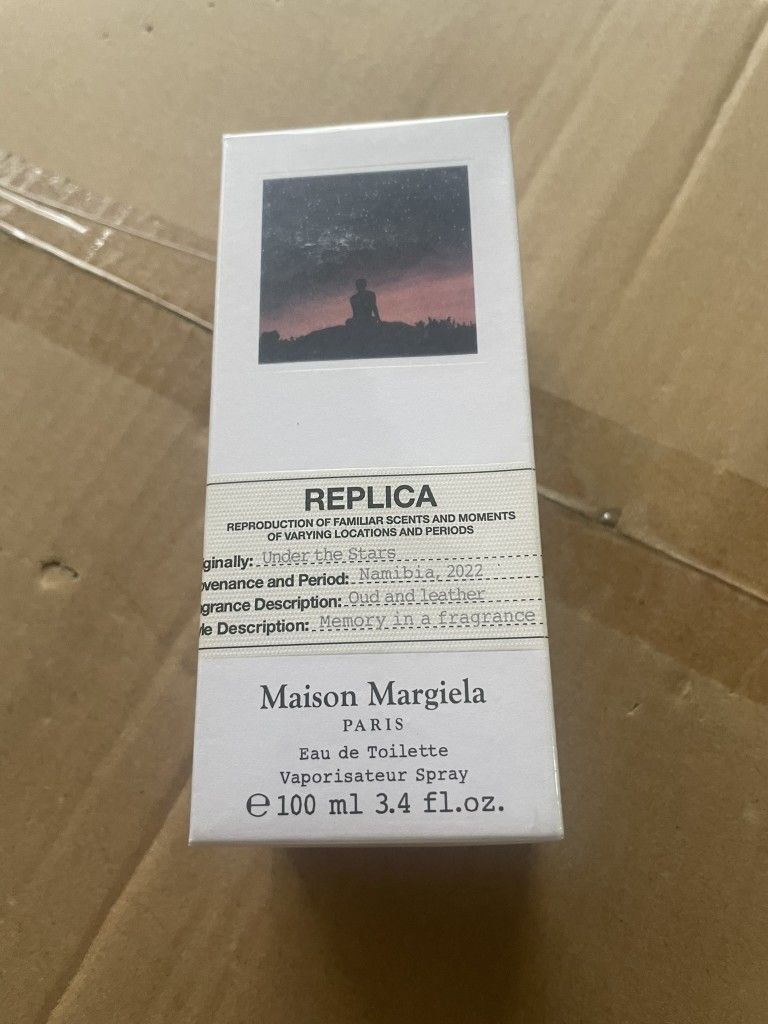 REPLICA
REPRODUCTION OF FAMILIAR SCENTS AND MOMENTS
OF VARYING LOCATIONS AND PERIODS
ginally: Under the Stars
ovenance and Period: Namibia, 2022
agrance Description: Oud and leather
yle Description: Memory in a fragrance
Maison Margiela
PARIS
Eau de Toilette
Vaporisateur Spray
℮ 100 ml 3.4 fl.oz.